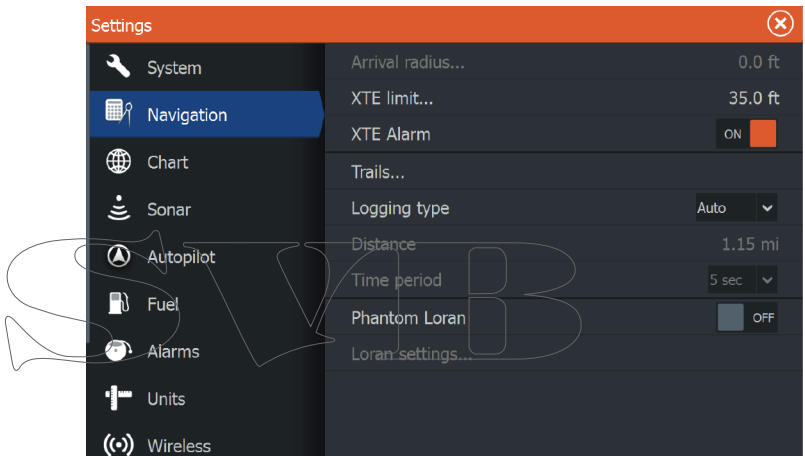 Settings
System
Navigation
Chart
Sonar
Autopilot
Fuel
Alarms
Units
Wireless
Arrival radius... 0.0 ft
XTE limit... 35.0 ft
XTE Alarm ON
Trails...
Logging type Auto
Distance 1.15 mi
Time period 5 sec
Phantom Loran OFF
Loran settings...
SVB